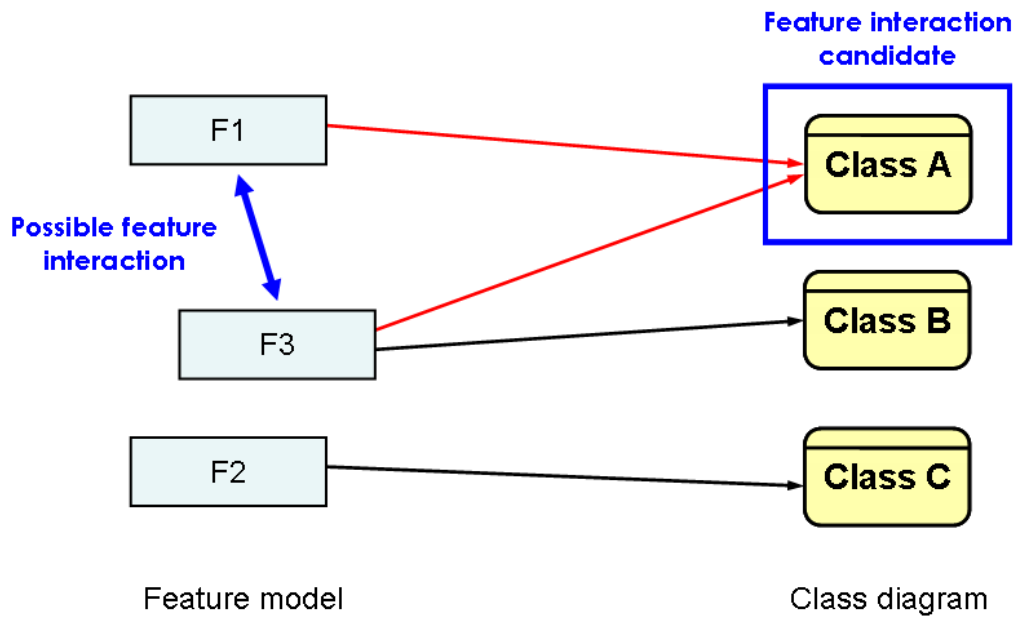 Feature interaction
candidate
F1
Class A
Possible feature
interaction
F3
Class B
F2
Class C
Feature model
Class diagram